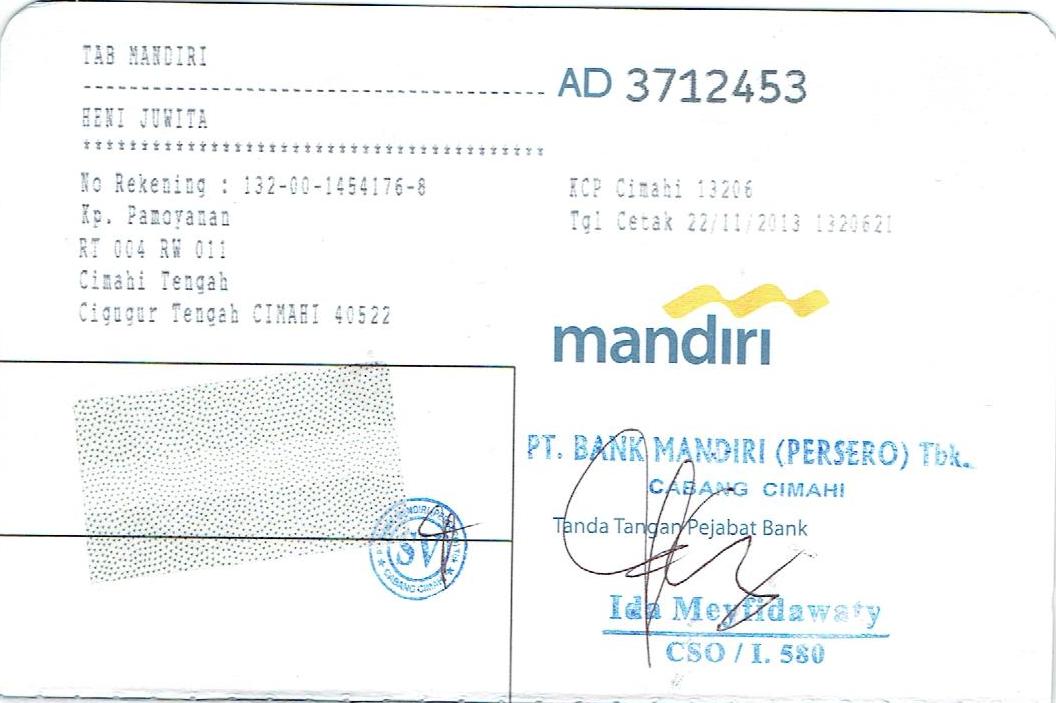 TAB MANDIRI
----------------------------------------
HENI JUWITA
****************************************
No Rekening : 132-00-1454176-8
Kp. Pamoyanan
RT 004 RW 011
Cimahi Tengah
Cigugur Tengah CIMAHI 40522
AD 3712453
KCP Cimahi 13206
Tgl Cetak 22/11/2013 1320621
mandiri
PT. BANK MANDIRI (PERSERO) Tbk.
CABANG CIMAHI
Tanda Tangan Pejabat Bank
Ida Meyfidawaty
CSO / I. 580
SV
CABANG CIMAHI